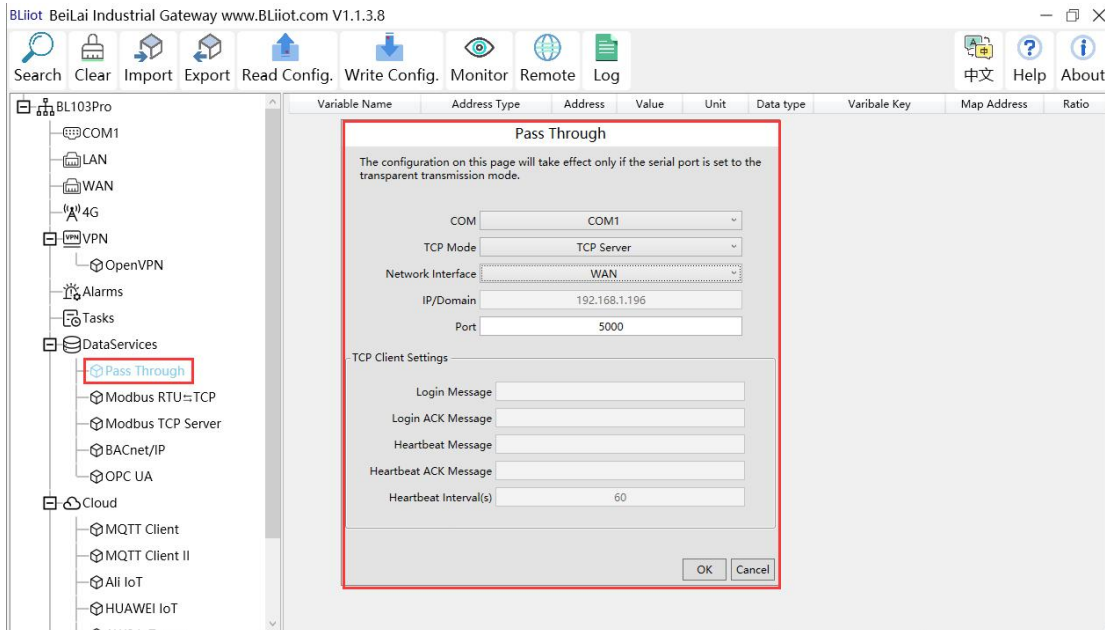 BLiiot BeiLai Industrial Gateway www.BLiiot.com V1.1.3.8
Search Clear Import Export Read Config. Write Config. Monitor Remote Log 中文 Help About
BL103Pro
COM1
LAN
WAN
4G
VPN
OpenVPN
Alarms
Tasks
DataServices
Pass Through
Modbus RTU⇆TCP
Modbus TCP Server
BACnet/IP
OPC UA
Cloud
MQTT Client
MQTT Client II
Ali IoT
HUAWEI IoT
Variable Name Address Type Address Value Unit Data type Varibale Key Map Address Ratio
Pass Through
The configuration on this page will take effect only if the serial port is set to the
transparent transmission mode.
COM COM1
TCP Mode TCP Server
Network Interface WAN
IP/Domain 192.168.1.196
Port 5000
TCP Client Settings
Login Message
Login ACK Message
Heartbeat Message
Heartbeat ACK Message
Heartbeat Interval(s) 60
OK Cancel